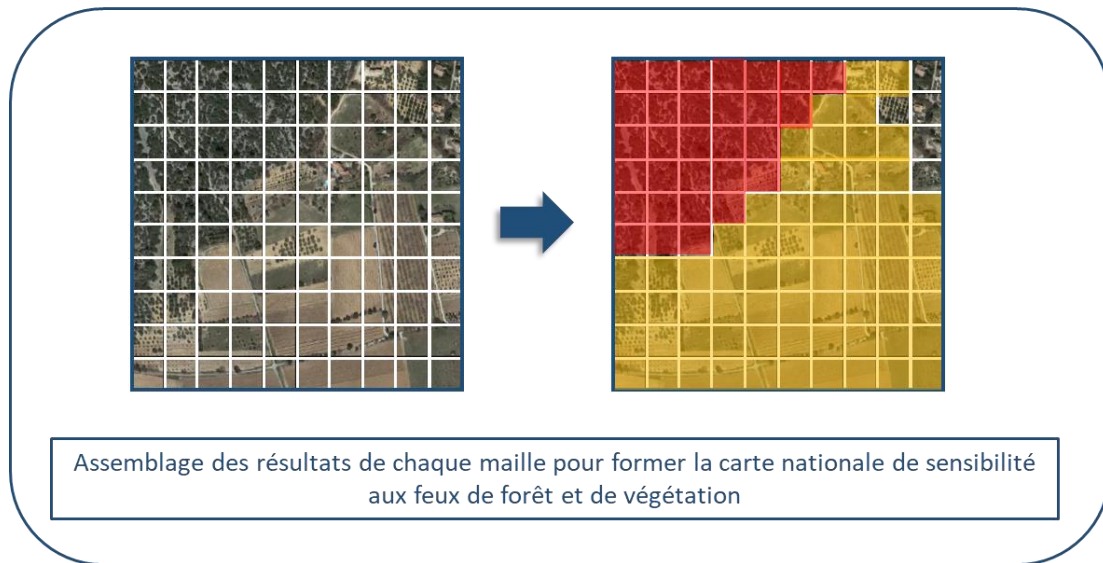 Assemblage des résultats de chaque maille pour former la carte nationale de sensibilité
aux feux de forêt et de végétation